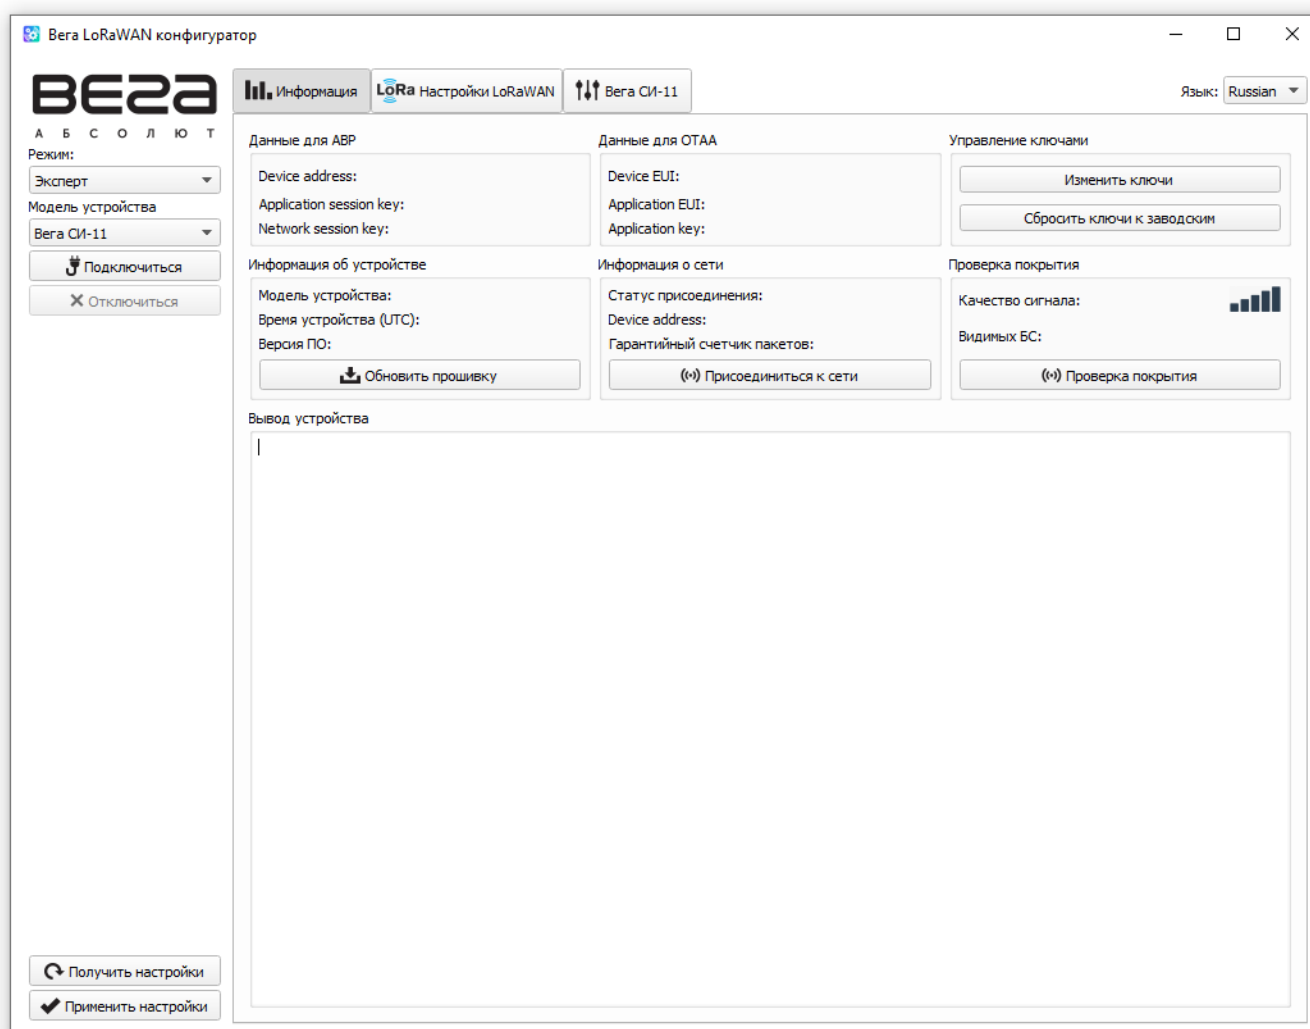 Вега LoRaWAN конфигуратор
ВЕГА
АБСОЛЮТ
Режим:
Эксперт
Модель устройства
Вега СИ-11
Подключиться
Отключиться
Информация
LoRa Настройки LoRaWAN
Вега СИ-11
Язык: Russian
Данные для ABP
Device address:
Application session key:
Network session key:
Данные для OTAA
Device EUI:
Application EUI:
Application key:
Управление ключами
Изменить ключи
Сбросить ключи к заводским
Информация об устройстве
Модель устройства:
Время устройства (UTC):
Версия ПО:
Обновить прошивку
Информация о сети
Статус присоединения:
Device address:
Гарантийный счетчик пакетов:
Присоединиться к сети
Проверка покрытия
Качество сигнала:
Видимых БС:
Проверка покрытия
Вывод устройства
Получить настройки
Применить настройки